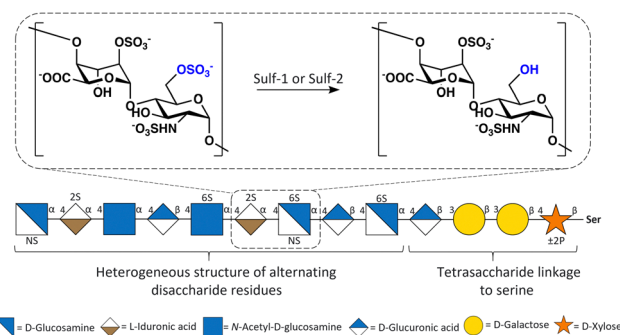 OSO₃⁻ OSO₃⁻
O O
⁻OOC O OSO₃⁻
OH O
HO O
⁻O₃SHN
O
Sulf-1 or Sulf-2
O OSO₃⁻
⁻OOC O OH
OH O
HO O
⁻O₃SHN
O
2S 6S 2S 6S 6S
α 4 α 4 α 4 β 4 α 4 α 4 α 4 β 4 α 4 β 3 β 3 β 4 β Ser
NS NS ±2P
Heterogeneous structure of alternating
disaccharide residues
Tetrasaccharide linkage
to serine
= D-Glucosamine = L-Iduronic acid = N-Acetyl-D-glucosamine = D-Glucuronic acid = D-Galactose = D-Xylose